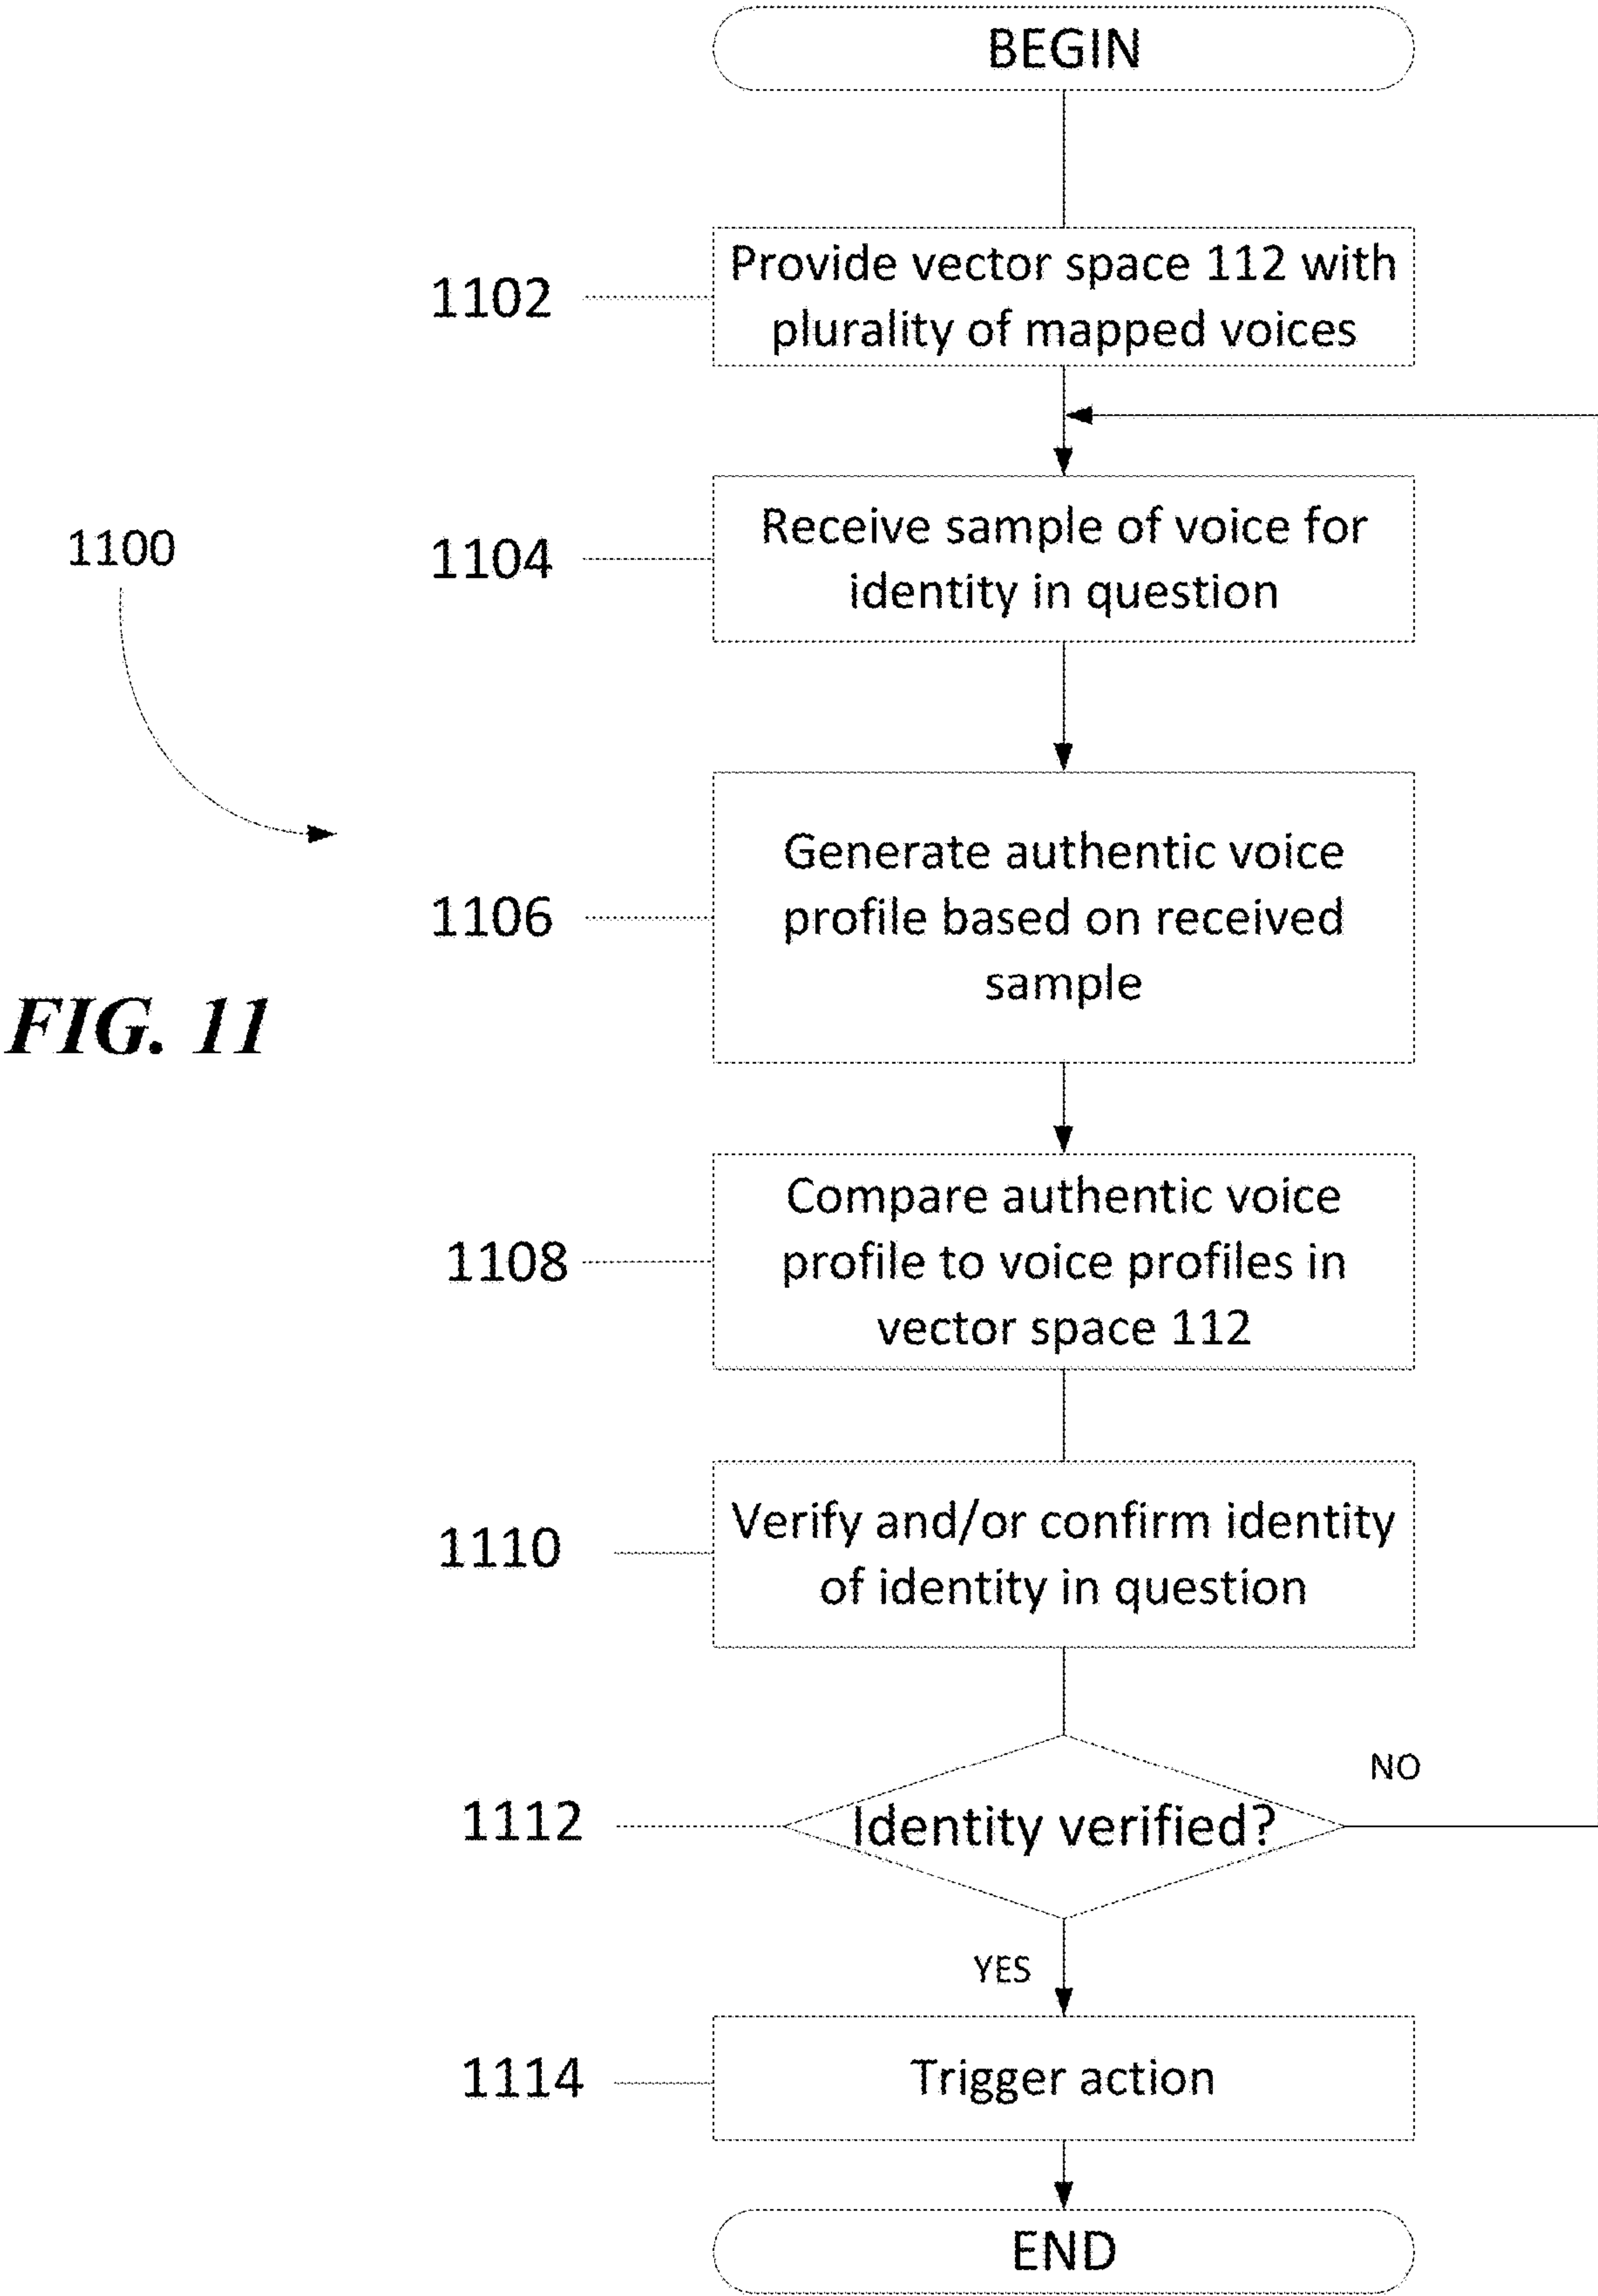 BEGIN
1102
Provide vector space 112 with
plurality of mapped voices
1100
1104
Receive sample of voice for
identity in question
1106
Generate authentic voice
profile based on received
sample
FIG. 11
1108
Compare authentic voice
profile to voice profiles in
vector space 112
1110
Verify and/or confirm identity
of identity in question
1112
Identity verified?
NO
YES
1114
Trigger action
END